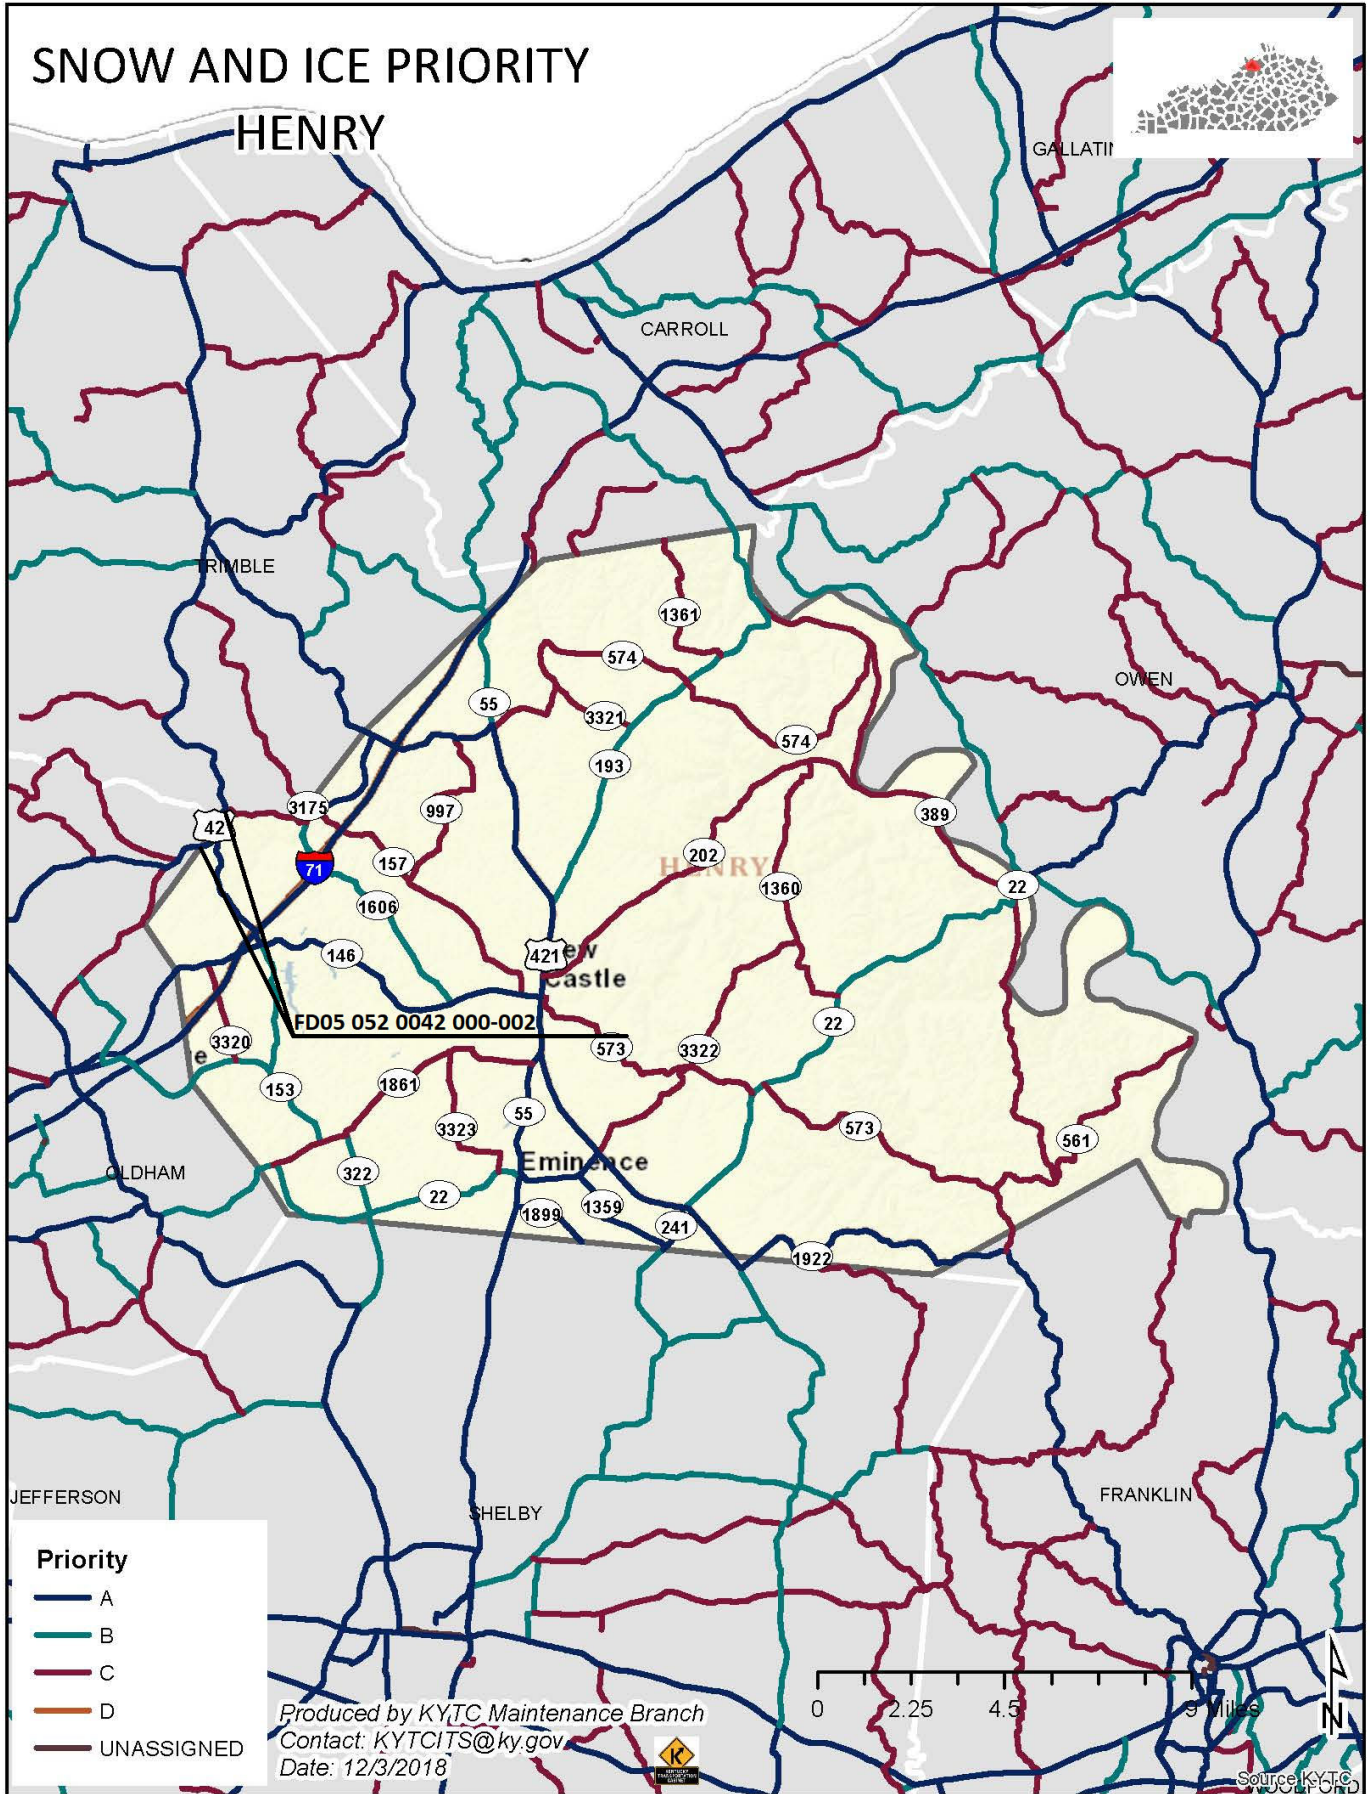 SNOW AND ICE PRIORITY
HENRY
GALLATIN
CARROLL
TRIMBLE
1361
574
OWEN
55
3321
574
193
3175
997
389
42
157
202
HENRY
71
1360
22
1606
421
ew
146
Castle
FD05 052 0042 000-002
22
3320
573
3322
e
153
1861
55
3323
573
561
OLDHAM
322
Eminence
22
1899
1359
241
1922
JEFFERSON
SHELBY
FRANKLIN
Priority
A
B
C
D
UNASSIGNED
0 2.25 4.5 9 Miles
N
Produced by KYTC Maintenance Branch
Contact: KYTCITS@ky.gov
Date: 12/3/2018
K
Source KYTC
WOODFORD